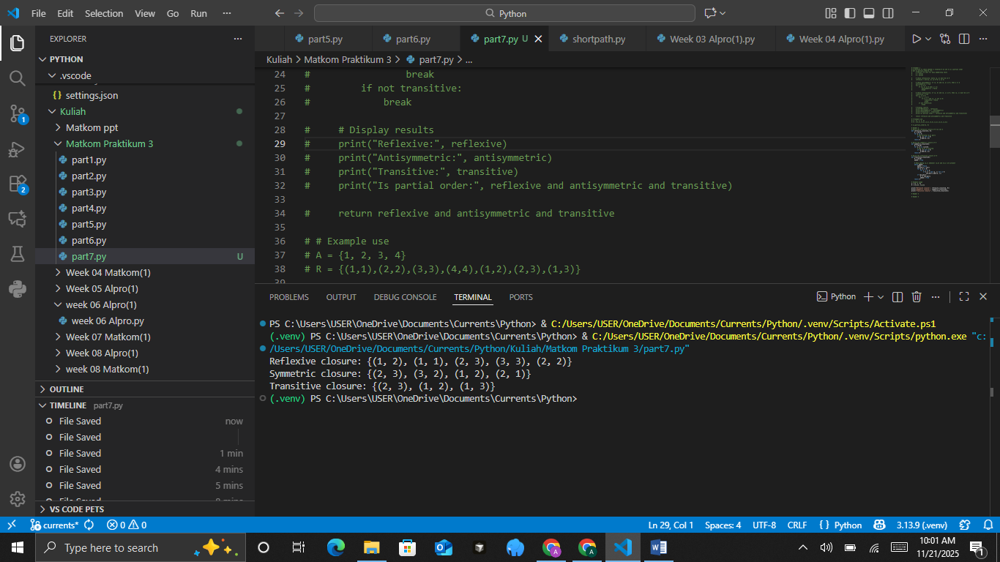 File Edit Selection View Go Run ··· Python
EXPLORER ···
PYTHON
.vscode
settings.json
Kuliah
Matkom ppt
Matkom Praktikum 3
part1.py
part2.py
part3.py
part4.py
part5.py
part6.py
part7.py U
Week 04 Matkom(1)
Week 05 Alpro(1)
week 06 Alpro(1)
week 06 Alpro.py
Week 07 Matkom(1)
Week 08 Alpro(1)
week 08 Matkom(1)
OUTLINE
TIMELINE part7.py
File Saved now
File Saved
File Saved 1 min
File Saved 4 mins
File Saved 5 mins
VS CODE PETS
1
2
part5.py part6.py part7.py U shortpath.py Week 03 Alpro(1).py Week 04 Alpro(1).py ···
Kuliah > Matkom Praktikum 3 > part7.py > ...
24 # break
25 # if not transitive:
26 # break
27
28 # # Display results
29 # print("Reflexive:", reflexive)
30 # print("Antisymmetric:", antisymmetric)
31 # print("Transitive:", transitive)
32 # print("Is partial order:", reflexive and antisymmetric and transitive)
33
34 # return reflexive and antisymmetric and transitive
35
36 # # Example use
37 # A = {1, 2, 3, 4}
38 # R = {(1,1),(2,2),(3,3),(4,4),(1,2),(2,3),(1,3)}
39
PROBLEMS OUTPUT DEBUG CONSOLE TERMINAL PORTS Python ···
PS C:\Users\USER\OneDrive\Documents\Currents\Python> & C:/Users/USER/OneDrive/Documents/Currents/Python/.venv/Scripts/Activate.ps1
(.venv) PS C:\Users\USER\OneDrive\Documents\Currents\Python> & C:/Users/USER/OneDrive/Documents/Currents/Python/.venv/Scripts/python.exe "c:
/Users/USER/OneDrive/Documents/Currents/Python/Kuliah/Matkom Praktikum 3/part7.py"
Reflexive closure: {(1, 2), (1, 1), (2, 3), (3, 3), (2, 2)}
Symmetric closure: {(2, 3), (3, 2), (1, 2), (2, 1)}
Transitive closure: {(2, 3), (1, 2), (1, 3)}
(.venv) PS C:\Users\USER\OneDrive\Documents\Currents\Python>
currents* 0 0 Ln 29, Col 1 Spaces: 4 UTF-8 CRLF { } Python 3.13.9 (.venv)
Type here to search
10:01 AM
11/21/2025
1